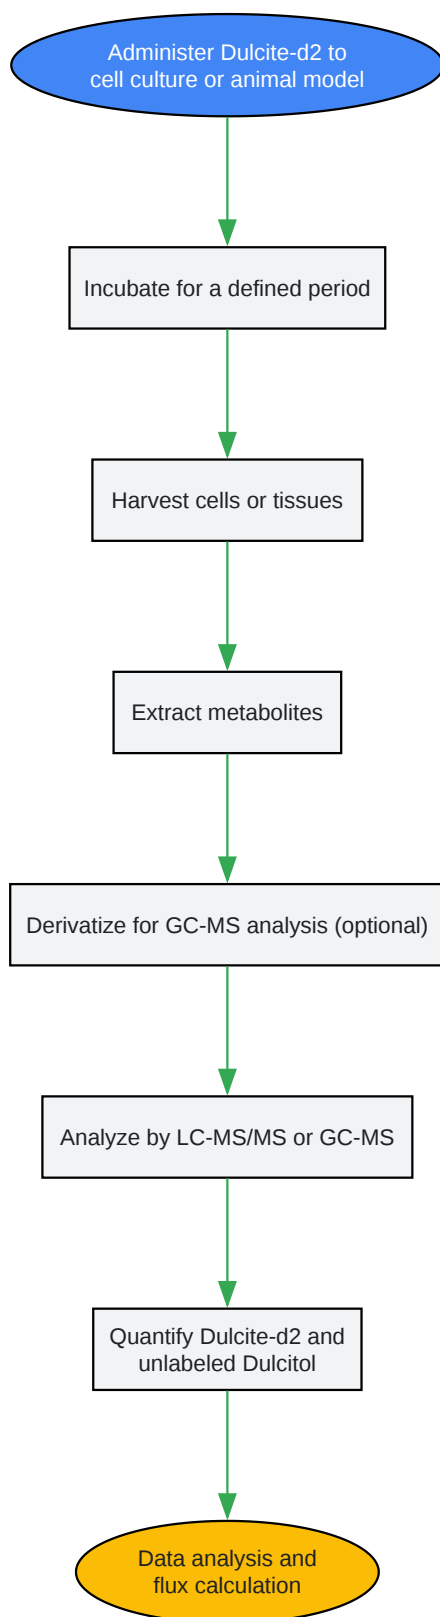 Administer Dulcite-d2 to
cell culture or animal model
Incubate for a defined period
Harvest cells or tissues
Extract metabolites
Derivatize for GC-MS analysis (optional)
Analyze by LC-MS/MS or GC-MS
Quantify Dulcite-d2 and
unlabeled Dulcitol
Data analysis and
flux calculation